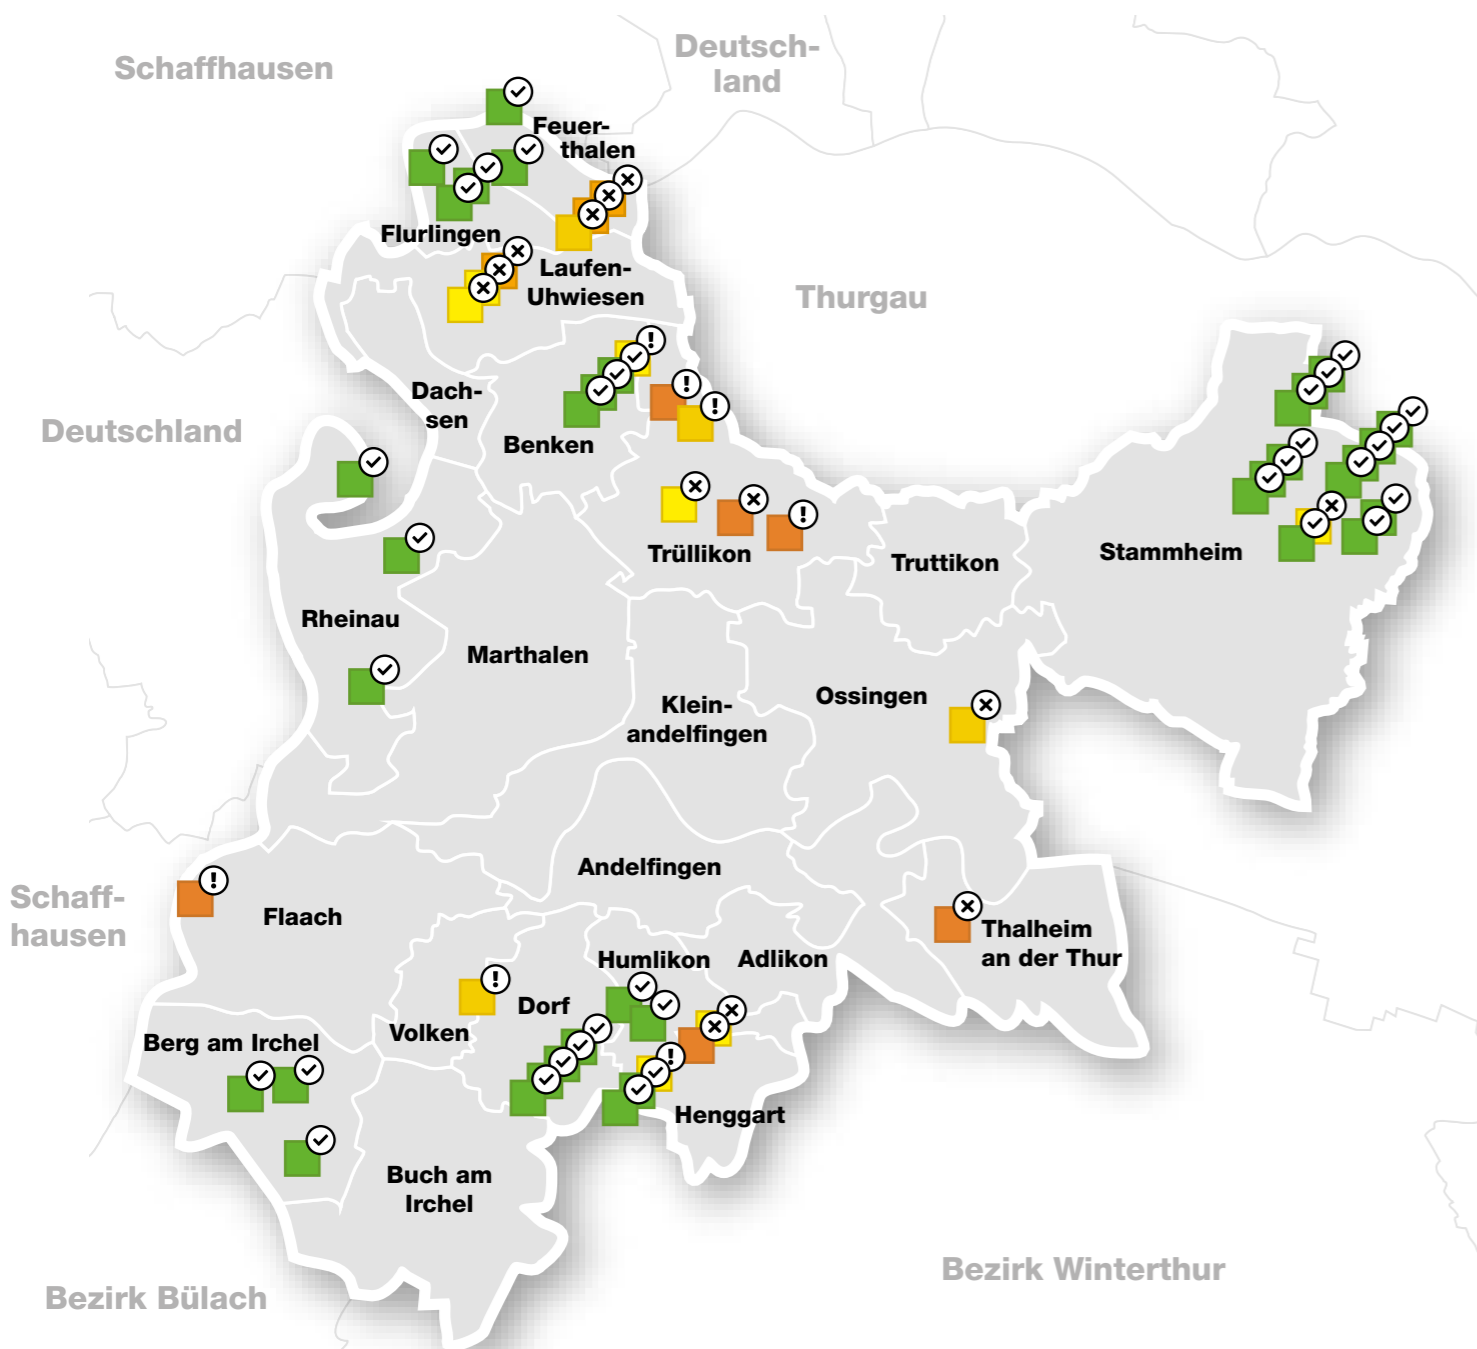 Deutsch-
land
Schaffhausen
Feuer-
thalen
Flurlingen
Laufen-
Uhwiesen
Thurgau
Dach-
sen
Deutschland
Benken
Trüllikon
Truttikon
Stammheim
Rheinau
Marthalen
Ossingen
Klein-
andelfingen
Andelfingen
Schaff-
hausen
Flaach
Thalheim
an der Thur
Humlikon
Adlikon
Dorf
Volken
Berg am Irchel
Henggart
Buch am
Irchel
Bezirk Winterthur
Bezirk Bülach